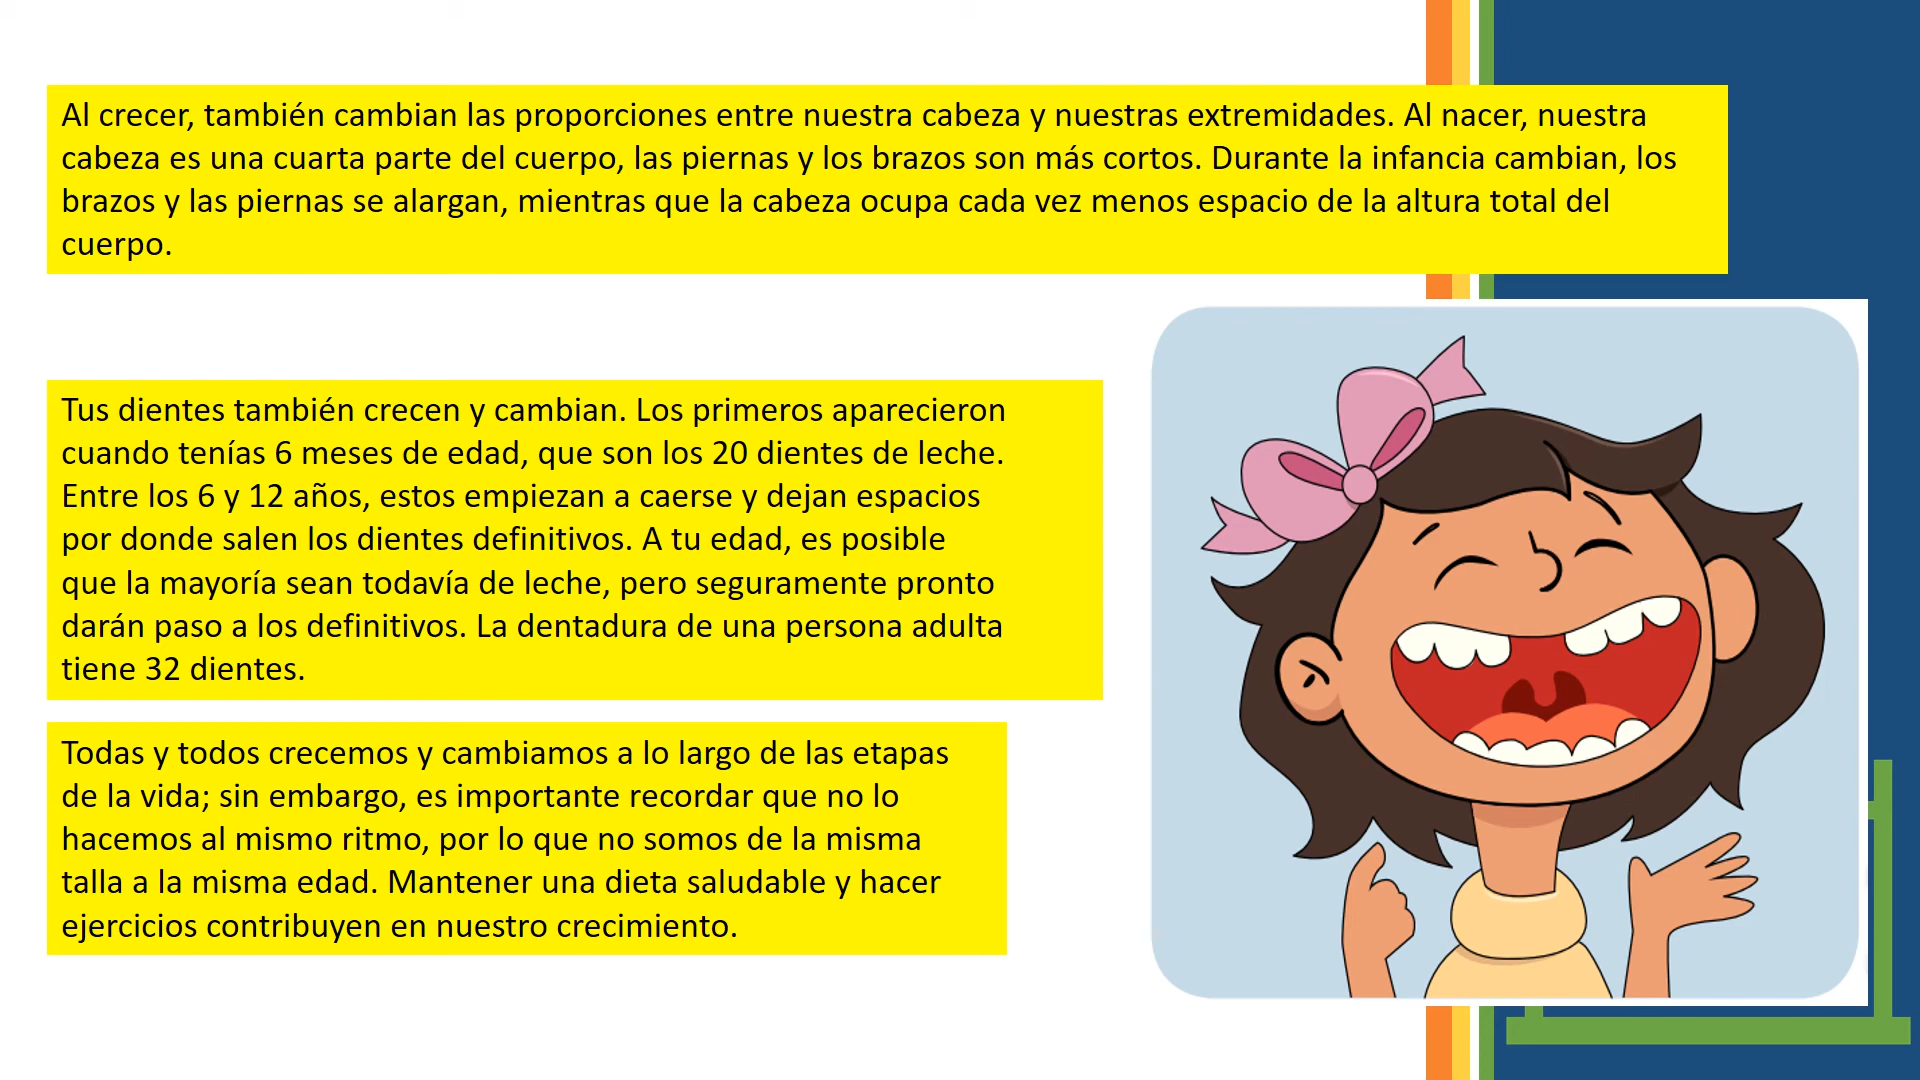 Al crecer, también cambian las proporciones entre nuestra cabeza y nuestras extremidades. Al nacer, nuestra
cabeza es una cuarta parte del cuerpo, las piernas y los brazos son más cortos. Durante la infancia cambian, los
brazos y las piernas se alargan, mientras que la cabeza ocupa cada vez menos espacio de la altura total del
cuerpo.
Tus dientes también crecen y cambian. Los primeros aparecieron
cuando tenías 6 meses de edad, que son los 20 dientes de leche.
Entre los 6 y 12 años, estos empiezan a caerse y dejan espacios
por donde salen los dientes definitivos. A tu edad, es posible
que la mayoría sean todavía de leche, pero seguramente pronto
darán paso a los definitivos. La dentadura de una persona adulta
tiene 32 dientes.
Todas y todos crecemos y cambiamos a lo largo de las etapas
de la vida; sin embargo, es importante recordar que no lo
hacemos al mismo ritmo, por lo que no somos de la misma
talla a la misma edad. Mantener una dieta saludable y hacer
ejercicios contribuyen en nuestro crecimiento.